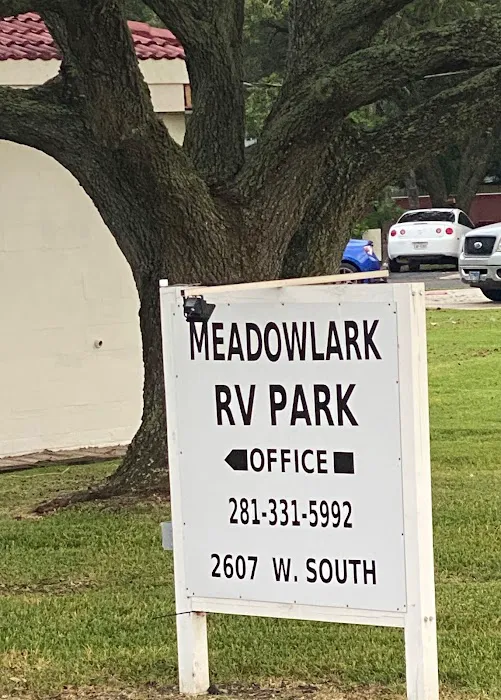 MEADOWLARK
RV PARK
OFFICE
281-331-5992
2607 W. SOUTH